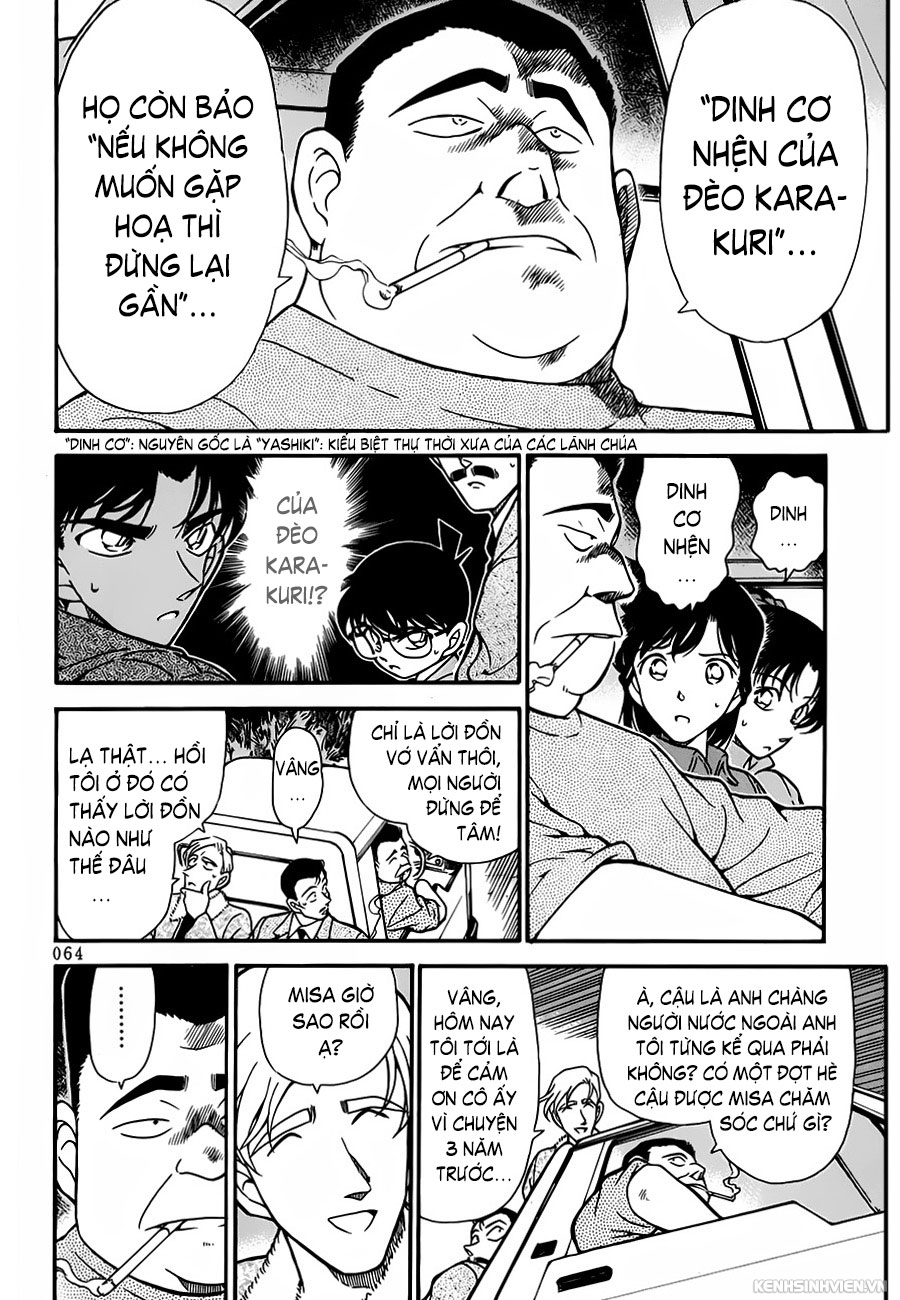 "DINH CƠ
NHỆN CỦA
ĐÈO KARA-
KURI"...
HỌ CÒN BẢO
"NẾU KHÔNG
MUỐN GẶP
HOẠ THÌ
ĐỪNG LẠI
GẦN"...
"DINH CƠ": NGUYÊN GỐC LÀ "YASHIKI": KIỂU BIỆT THỰ THỜI XƯA CỦA CÁC LÃNH CHÚA
DINH
...
DINH
CƠ
NHỆN
...
CỦA
ĐÈO
KARA-
KURI!?
CHỈ LÀ LỜI ĐỒN
VỚ VẨN THÔI,
MỌI NGƯỜI
ĐỪNG ĐỂ
TÂM!
VÂNG
...
LẠ THẬT... HỒI
TÔI Ở ĐÓ CÓ
THẤY LỜI ĐỒN
NÀO NHƯ
THẾ ĐÂU
064
À, CẬU LÀ ANH CHÀNG
NGƯỜI NƯỚC NGOÀI ANH
TÔI TỪNG KỂ QUA PHẢI
KHÔNG? CÓ MỘT ĐỢT HÈ
CẬU ĐƯỢC MISA CHĂM
SÓC CHỨ GÌ?
VÂNG,
HÔM NAY
TÔI TỚI LÀ
ĐỂ CẢM
ƠN CÔ ẤY
VÌ CHUYỆN
3 NĂM
TRƯỚC...
MISA GIỜ
SAO RỒI
Ạ?
........
KENHSINHVIEN.VN